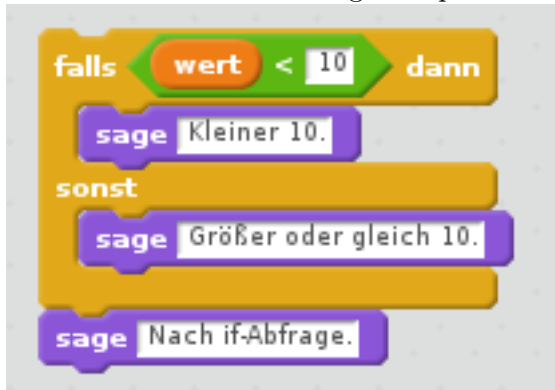 falls wert < 10 dann
sage Kleiner 10.
sonst
sage Größer oder gleich 10.
sage Nach if-Abfrage.